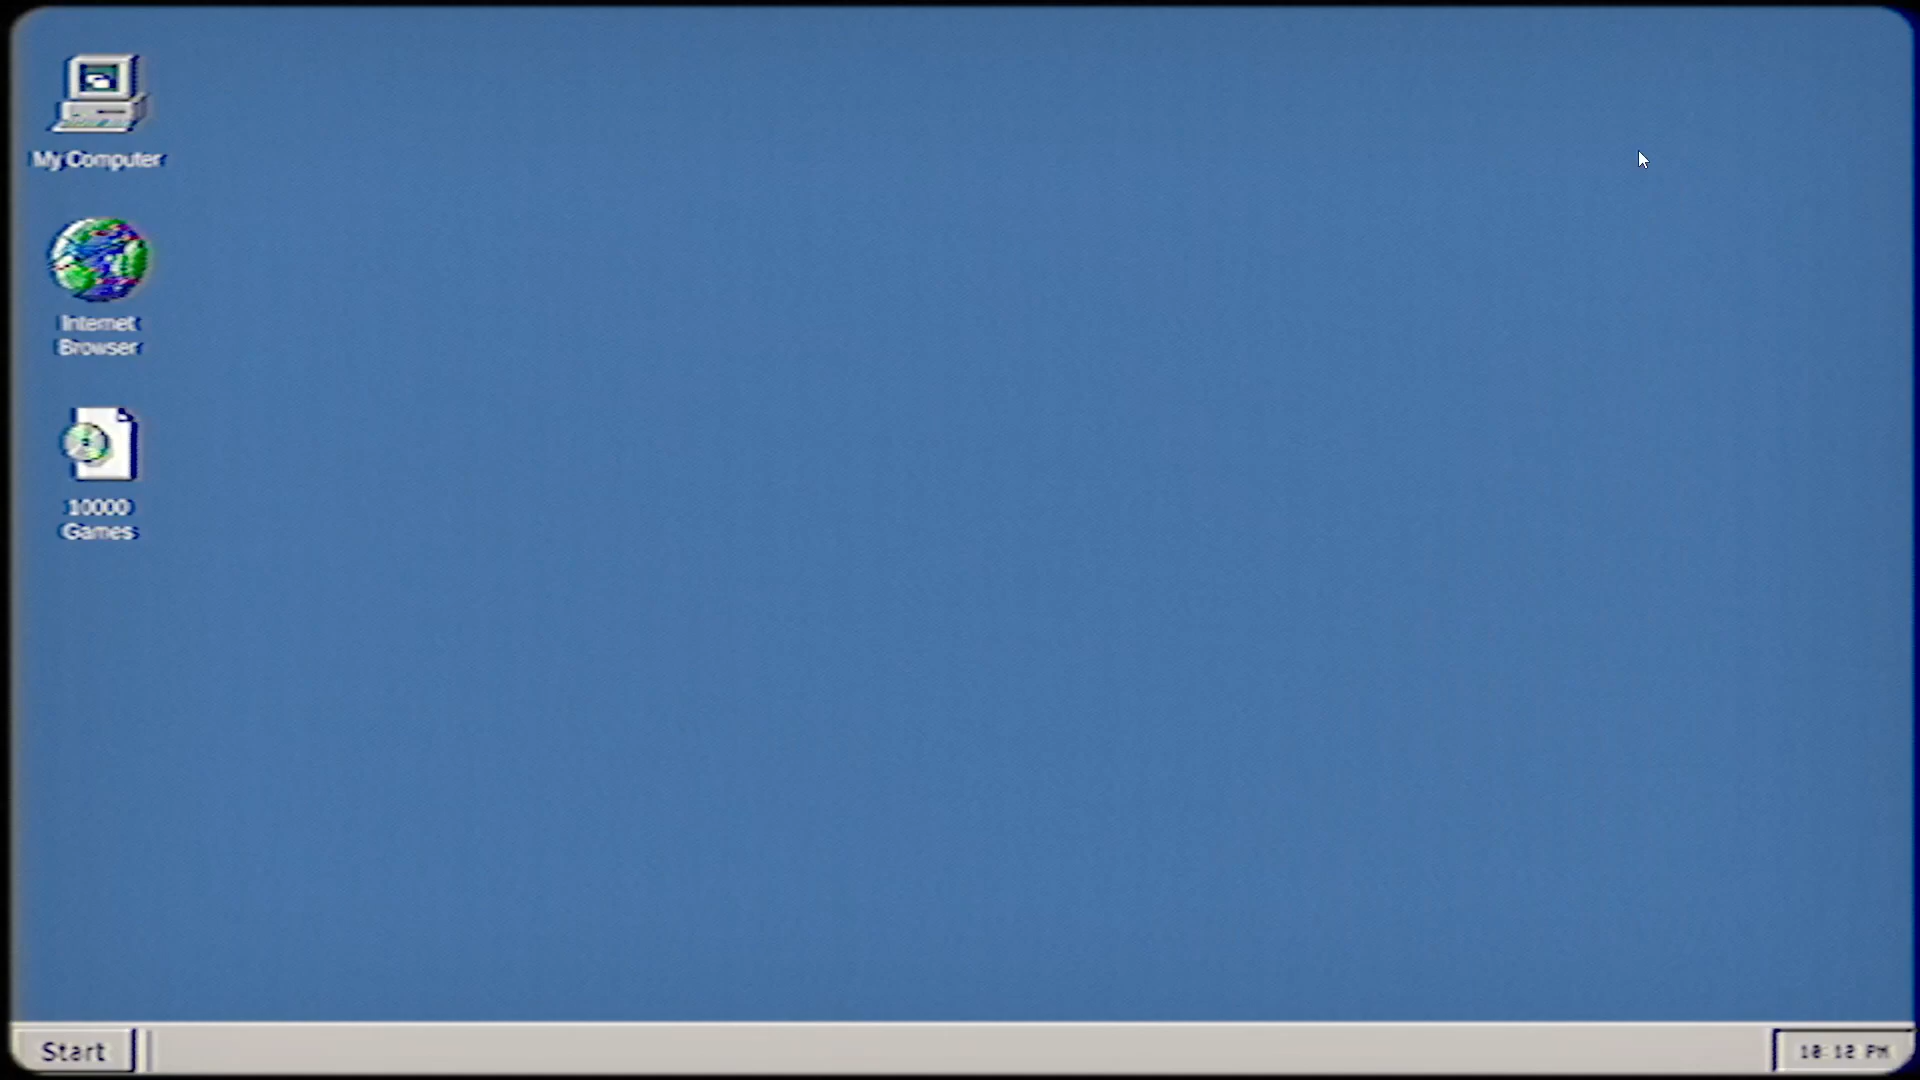 My Computer
Internet
Browser
10000
Games
Start
10:12 PM